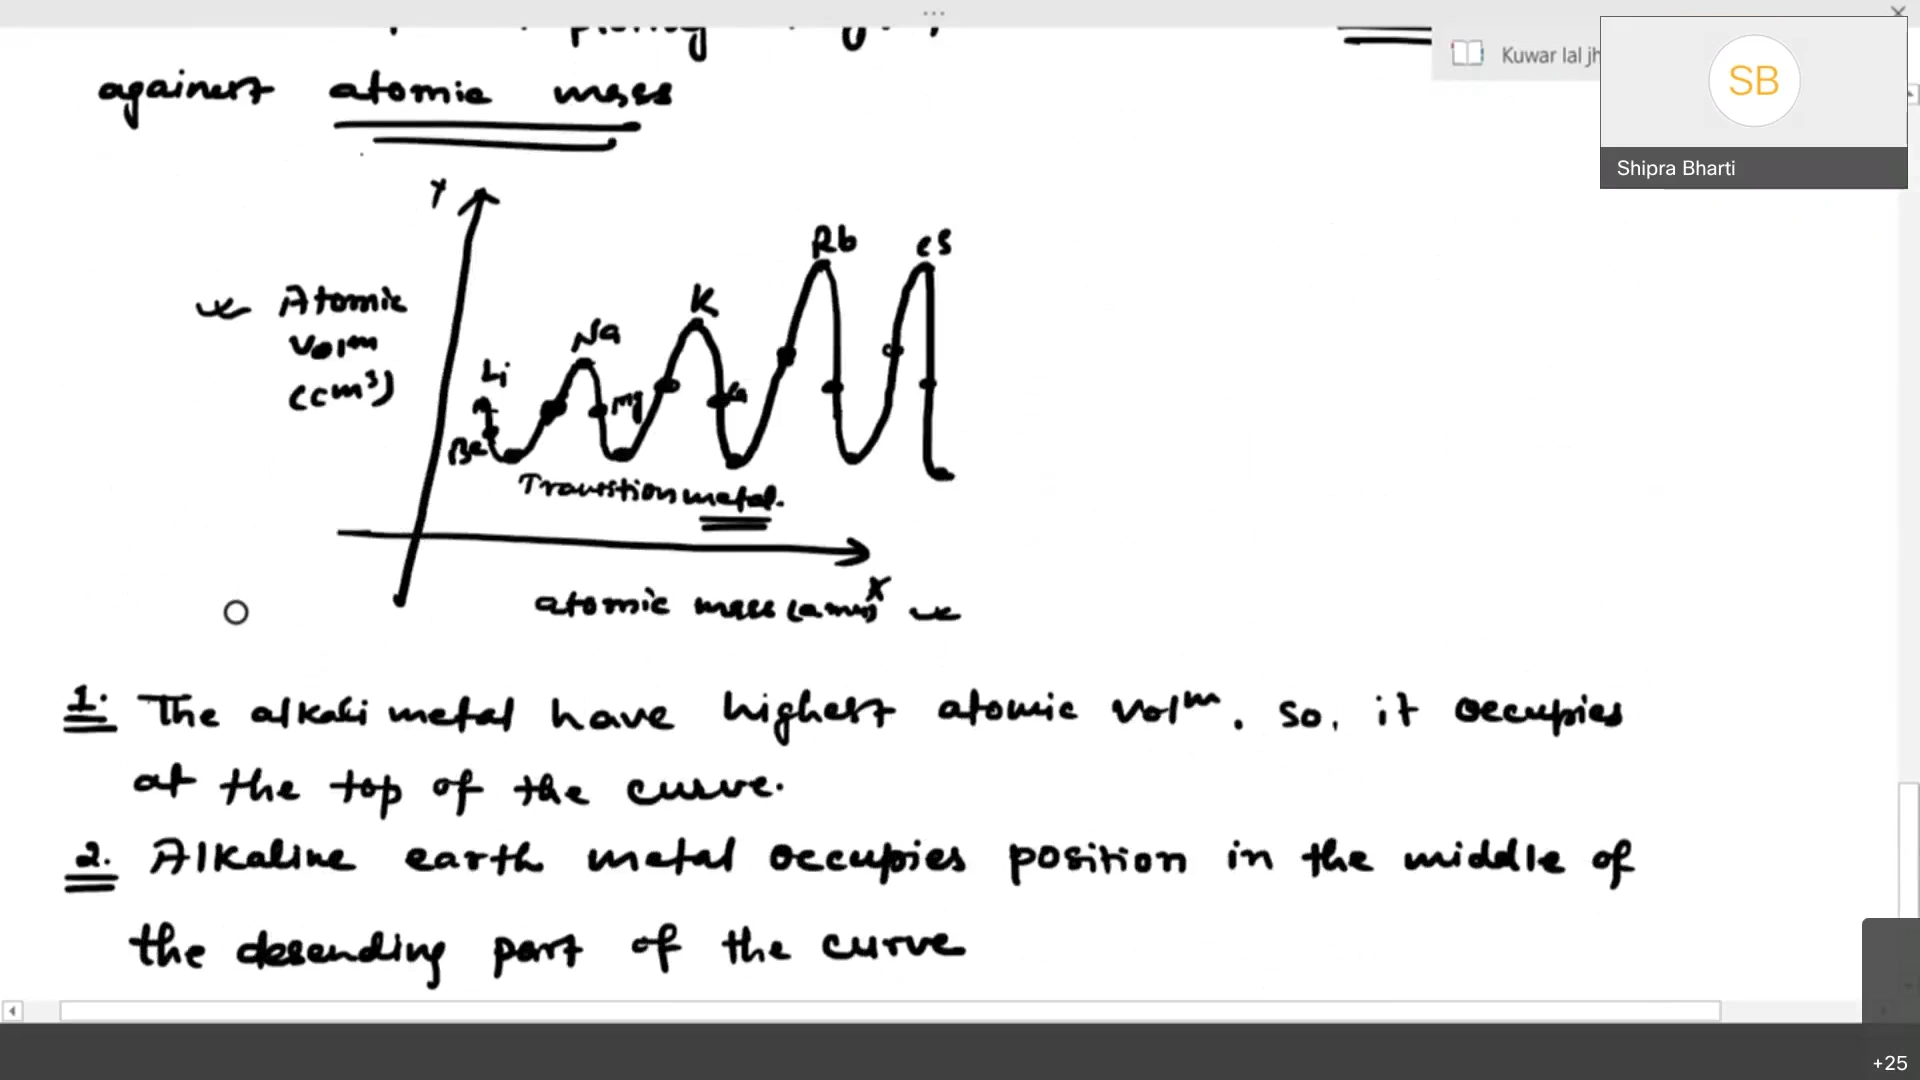 against atomic mass
Kuwar lal jh
SB
Shipra Bharti
Y
Rb
cs
K
Atomic
Na
volm
Li
(cm³)
mg
Ca
Be
Transition metal.
X
atomic mass (amu)
1. The alkali metal have highest atomic volm. so, it occupies
at the top of the curve.
2. Alkaline earth metal occupies position in the middle of
the desending part of the curve
+25